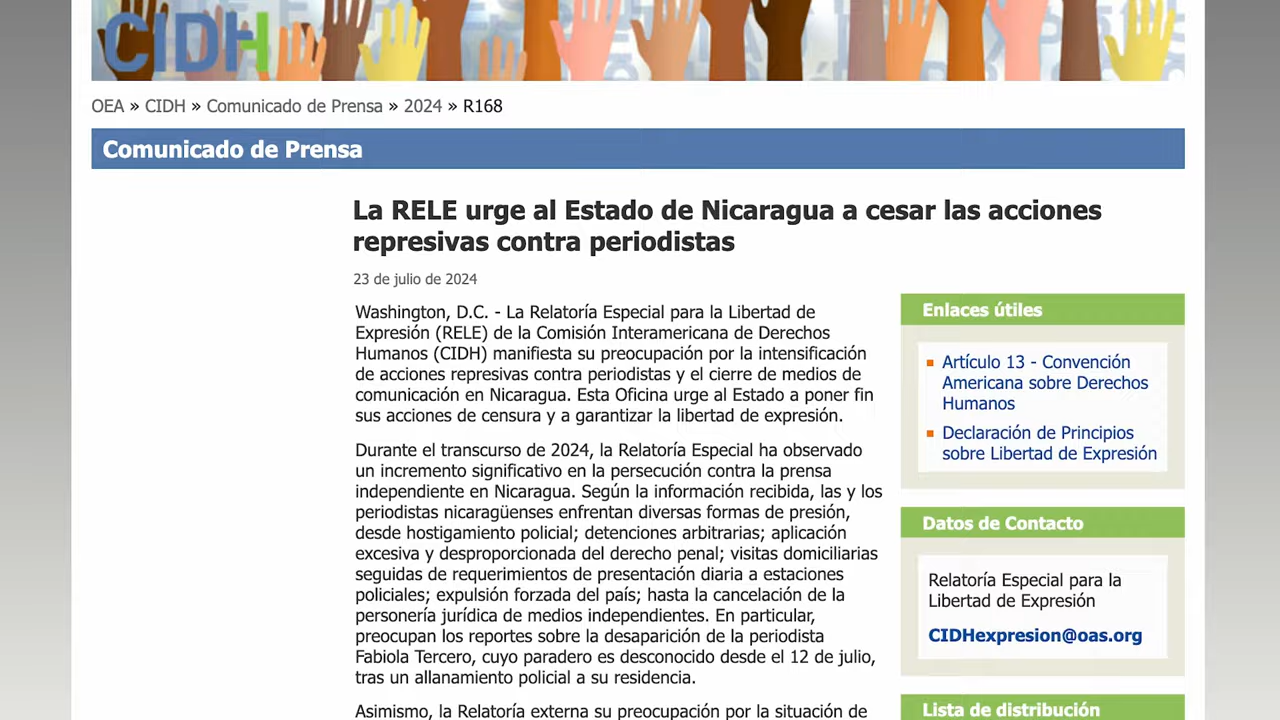 CIDH
OEA » CIDH » Comunicado de Prensa » 2024 » R168
Comunicado de Prensa
La RELE urge al Estado de Nicaragua a cesar las acciones
represivas contra periodistas
23 de julio de 2024
Washington, D.C. - La Relatoría Especial para la Libertad de
Expresión (RELE) de la Comisión Interamericana de Derechos
Humanos (CIDH) manifiesta su preocupación por la intensificación
de acciones represivas contra periodistas y el cierre de medios de
comunicación en Nicaragua. Esta Oficina urge al Estado a poner fin
sus acciones de censura y a garantizar la libertad de expresión.
Durante el transcurso de 2024, la Relatoría Especial ha observado
un incremento significativo en la persecución contra la prensa
independiente en Nicaragua. Según la información recibida, las y los
periodistas nicaragüenses enfrentan diversas formas de presión,
desde hostigamiento policial; detenciones arbitrarias; aplicación
excesiva y desproporcionada del derecho penal; visitas domiciliarias
seguidas de requerimientos de presentación diaria a estaciones
policiales; expulsión forzada del país; hasta la cancelación de la
personería jurídica de medios independientes. En particular,
preocupan los reportes sobre la desaparición de la periodista
Fabiola Tercero, cuyo paradero es desconocido desde el 12 de julio,
tras un allanamiento policial a su residencia.
Asimismo, la Relatoría externa su preocupación por la situación de
Enlaces útiles
Artículo 13 - Convención
Americana sobre Derechos
Humanos
Declaración de Principios
sobre Libertad de Expresión
Datos de Contacto
Relatoría Especial para la
Libertad de Expresión
CIDHexpresion@oas.org
Lista de distribución